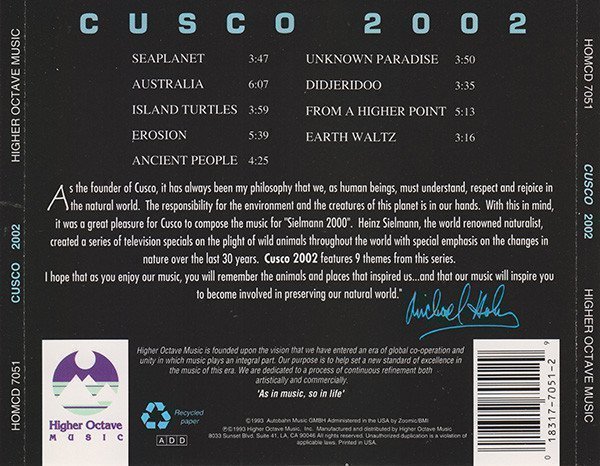 CUSCO 2002
SEAPLANET 3:47
AUSTRALIA 6:07
ISLAND TURTLES 3:59
EROSION 5:39
ANCIENT PEOPLE 4:25
UNKNOWN PARADISE 3:50
DIDJERIDOO 3:35
FROM A HIGHER POINT 5:13
EARTH WALTZ 3:16
As the founder of Cusco, it has always been my philosophy that we, as human beings, must understand, respect and rejoice in
the natural world. The responsibility for the environment and the creatures of this planet is in our hands. With this in mind,
it was a great pleasure for Cusco to compose the music for "Sielmann 2000". Heinz Sielmann, the world renowned naturalist,
created a series of television specials on the plight of wild animals throughout the world with special emphasis on the changes in
nature over the last 30 years. Cusco 2002 features 9 themes from this series.
I hope that as you enjoy our music, you will remember the animals and places that inspired us...and that our music will inspire you
to become involved in preserving our natural world."
Michael Holm
Higher Octave Music is founded upon the vision that we have entered an era of global co-operation and
unity in which music plays an integral part. Our purpose is to help set a new standard of excellence in
the music of this era. We are dedicated to a process of continuous refinement both
artistically and commercially.
'As in music, so in life'
Higher Octave
MUSIC
Recycled
paper
ADD
©1993 Autobahn Music GMBH Administered in the USA by Zoomic/BMI
℗©1993 Higher Octave Music, Inc. Manufactured and distributed by Higher Octave Music
8033 Sunset Blvd. Suite 41, LA, CA 90046 All rights reserved. Unauthorized duplication is a violation of
applicable laws. Printed in USA.
0 18317-7051-2 9
HOMCD 7051 CUSCO 2002 HIGHER OCTAVE MUSIC
HOMCD 7051 CUSCO 2002 HIGHER OCTAVE MUSIC